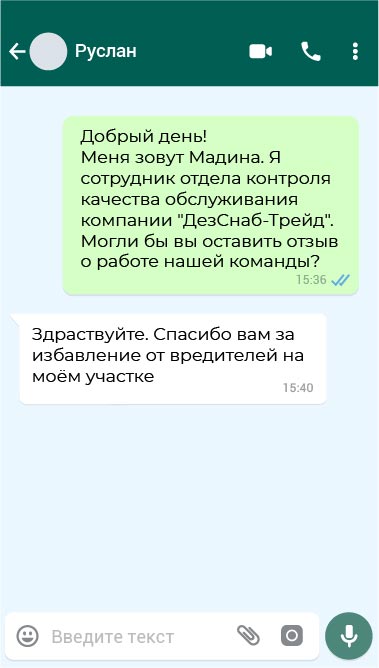 Руслан
Добрый день!
Меня зовут Мадина. Я
сотрудник отдела контроля
качества обслуживания
компании "ДезСнаб-Трейд".
Могли бы вы оставить отзыв
о работе нашей команды?
15:36
Здраствуйте. Спасибо вам за
избавление от вредителей на
моём участке
15:40
Введите текст